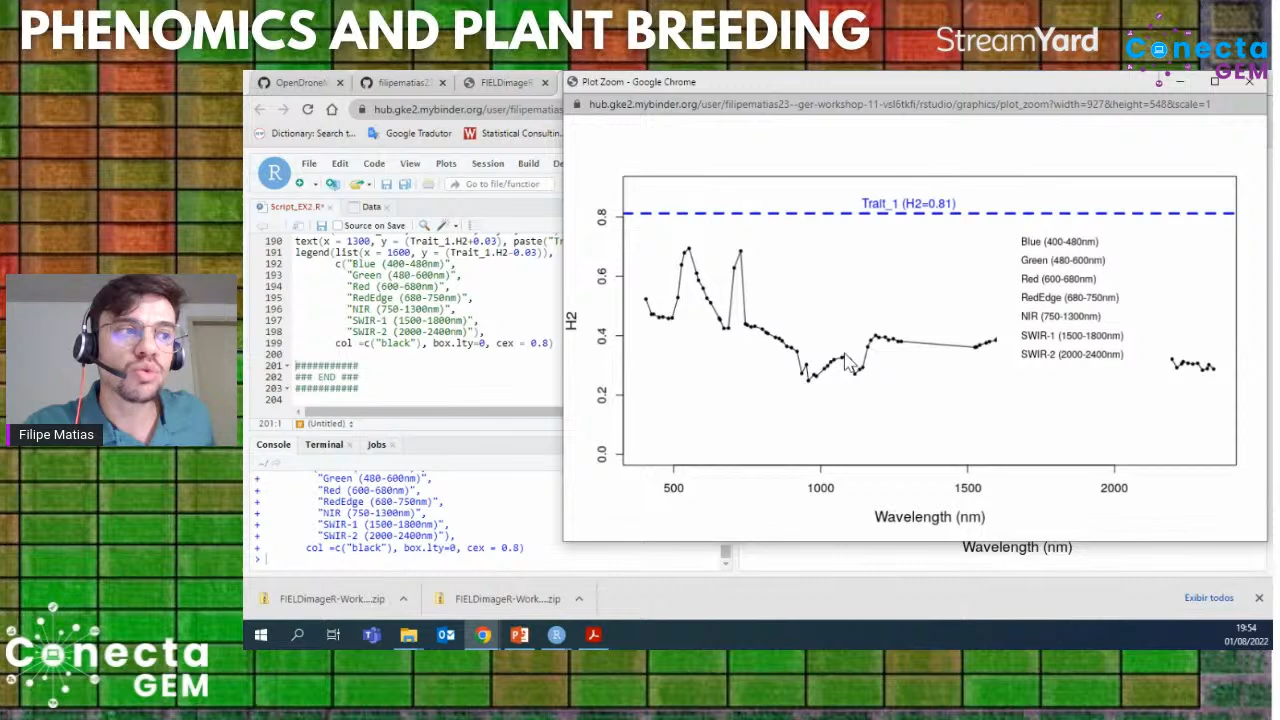 PHENOMICS AND PLANT BREEDING
StreamYard
Conecta
GEM
OpenDroneM
filipematias2
FIELDimageR
Plot Zoom - Google Chrome
hub.gke2.mybinder.org/user/filipematias
hub.gke2.mybinder.org/user/filipematias23--ger-workshop-11-vsl6tkfi/rstudio/graphics/plot_zoom?width=927&height=548&scale=1
Dictionary: Search t...
Google Tradutor
Statistical Consultin...
R
File Edit Code View Plots Session Build De
Go to file/function
Script_EX2.R*
Data
Source on Save
190 text(x = 1300, y = (Trait_1.H2+0.03), paste("Tr
191 legend(list(x = 1600, y = (Trait_1.H2-0.03)),
192 c("Blue (400-480nm)",
193 "Green (480-600nm)",
194 "Red (600-680nm)",
195 "RedEdge (680-750nm)",
196 "NIR (750-1300nm)",
197 "SWIR-1 (1500-1800nm)",
198 "SWIR-2 (2000-2400nm)"),
199 col =c("black"), box.lty=0, cex = 0.8)
200
201 ###########
202 ### END ###
203 ###########
204
201:1 (Untitled)
Console Terminal Jobs
~/
+ "Green (480-600nm)",
+ "Red (600-680nm)",
+ "RedEdge (680-750nm)",
+ "NIR (750-1300nm)",
+ "SWIR-1 (1500-1800nm)",
+ "SWIR-2 (2000-2400nm)"),
+ col =c("black"), box.lty=0, cex = 0.8)
>
Trait_1 (H2=0.81)
Blue (400-480nm)
Green (480-600nm)
Red (600-680nm)
RedEdge (680-750nm)
NIR (750-1300nm)
SWIR-1 (1500-1800nm)
SWIR-2 (2000-2400nm)
H2
0.8
0.6
0.4
0.2
0.0
500 1000 1500 2000
Wavelength (nm)
Wavelength (nm)
Filipe Matias
FIELDimageR-Work....zip
FIELDimageR-Work....zip
Exibir todos
19:54
01/08/2022
Conecta
GEM